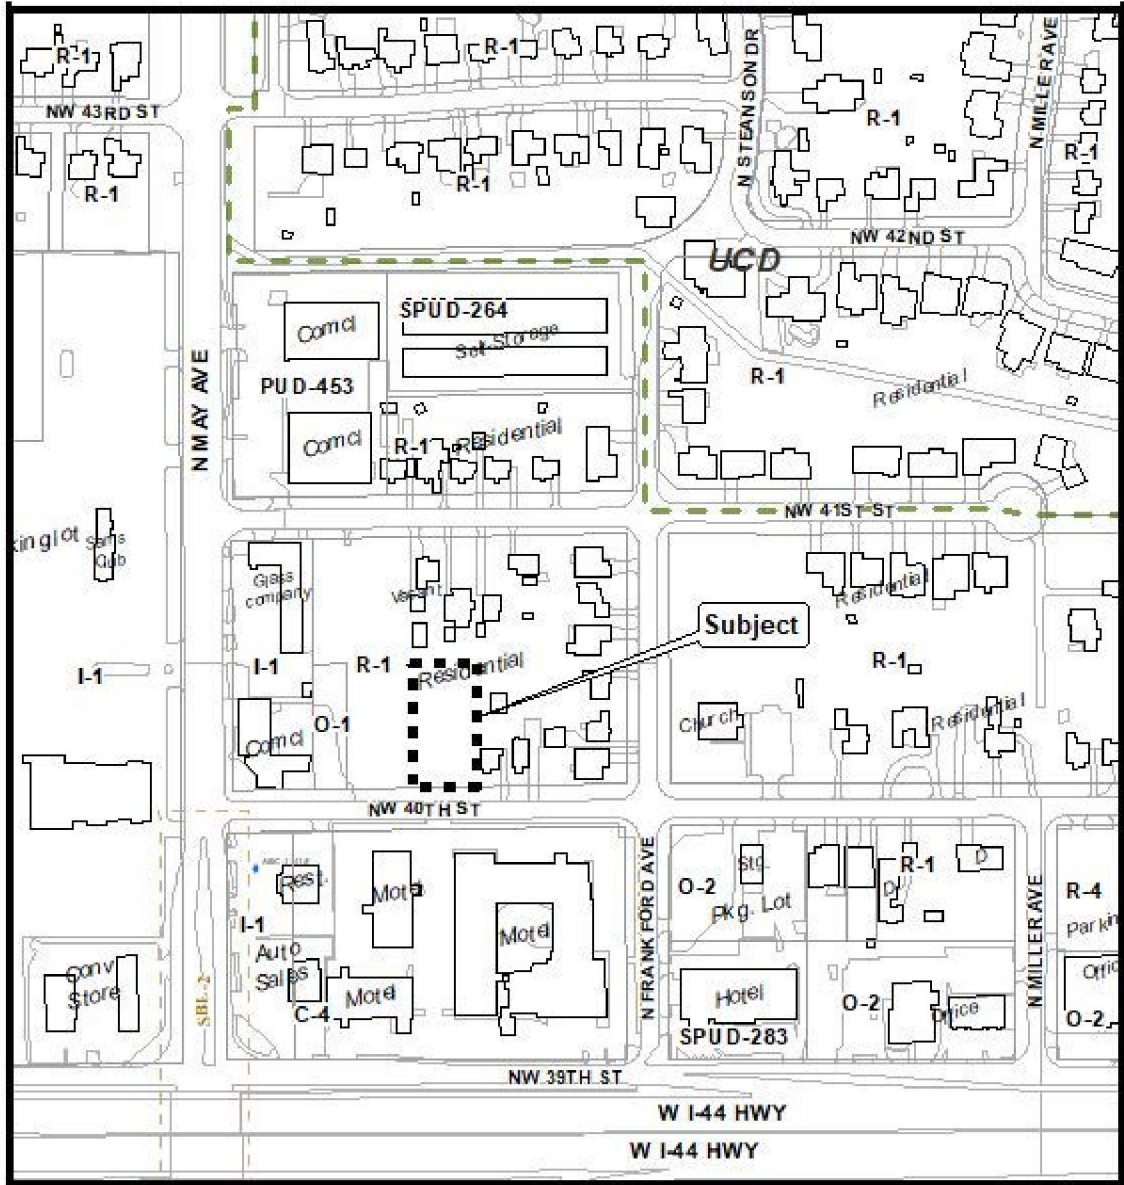 R-1
R-1
N STEANSON DR
N MILLER AVE
NW 43RD ST
R-1
R-1
R-1
R-1
NW 42ND ST
UCD
SPUD-264
Comcl
Self-Storage
N MAY AVE
PUD-453
R-1
Residential
Comcl
R-1
Residential
NW 41ST ST
kinglot
Sam's
Club
Glass
company
Vacant
Residential
Subject
I-1
I-1
R-1
Residential
R-1
O-1
Comcl
Church
Residential
NW 40TH ST
Rest.
Motel
N FRANKFORD AVE
Stg.
O-2
Pkg. Lot
R-1
D
D
R-4
Parkin
I-1
Auto
Sales
Motel
N MILLER AVE
Conv
Store
SBL-2
Motel
C-4
Hotel
SPUD-283
O-2
Office
Offic
O-2
NW 39TH ST
W I-44 HWY
W I-44 HWY